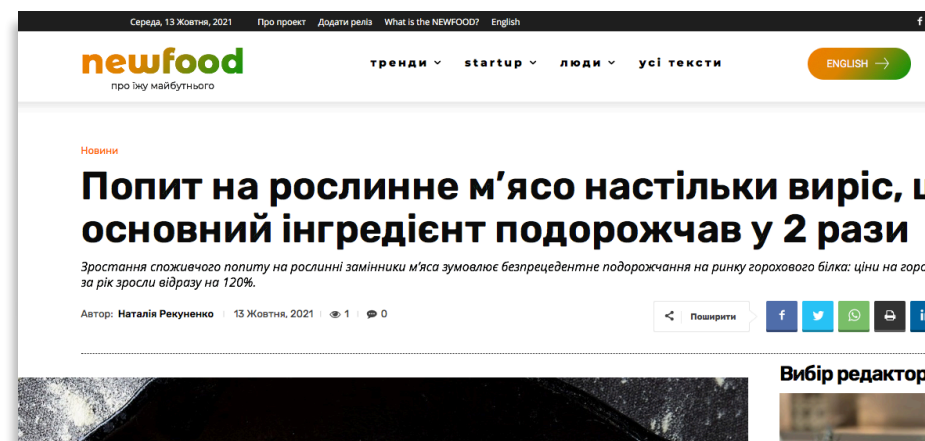 Середа, 13 Жовтня, 2021 Про проект Додати реліз What is the NEWFOOD? English
newfood
про їжу майбутнього
тренди startup люди усі тексти
ENGLISH →
Новини
Попит на рослинне м’ясо настільки виріс,
основний інгредієнт подорожчав у 2 рази
Зростання споживчого попиту на рослинні замінники м'яса зумовлює безпрецедентне подорожчання на ринку горохового білка: ціни на
за рік зросли відразу на 120%.
Автор: Наталія Рекуненко 13 Жовтня, 2021 1 0
Поширити
Вибір